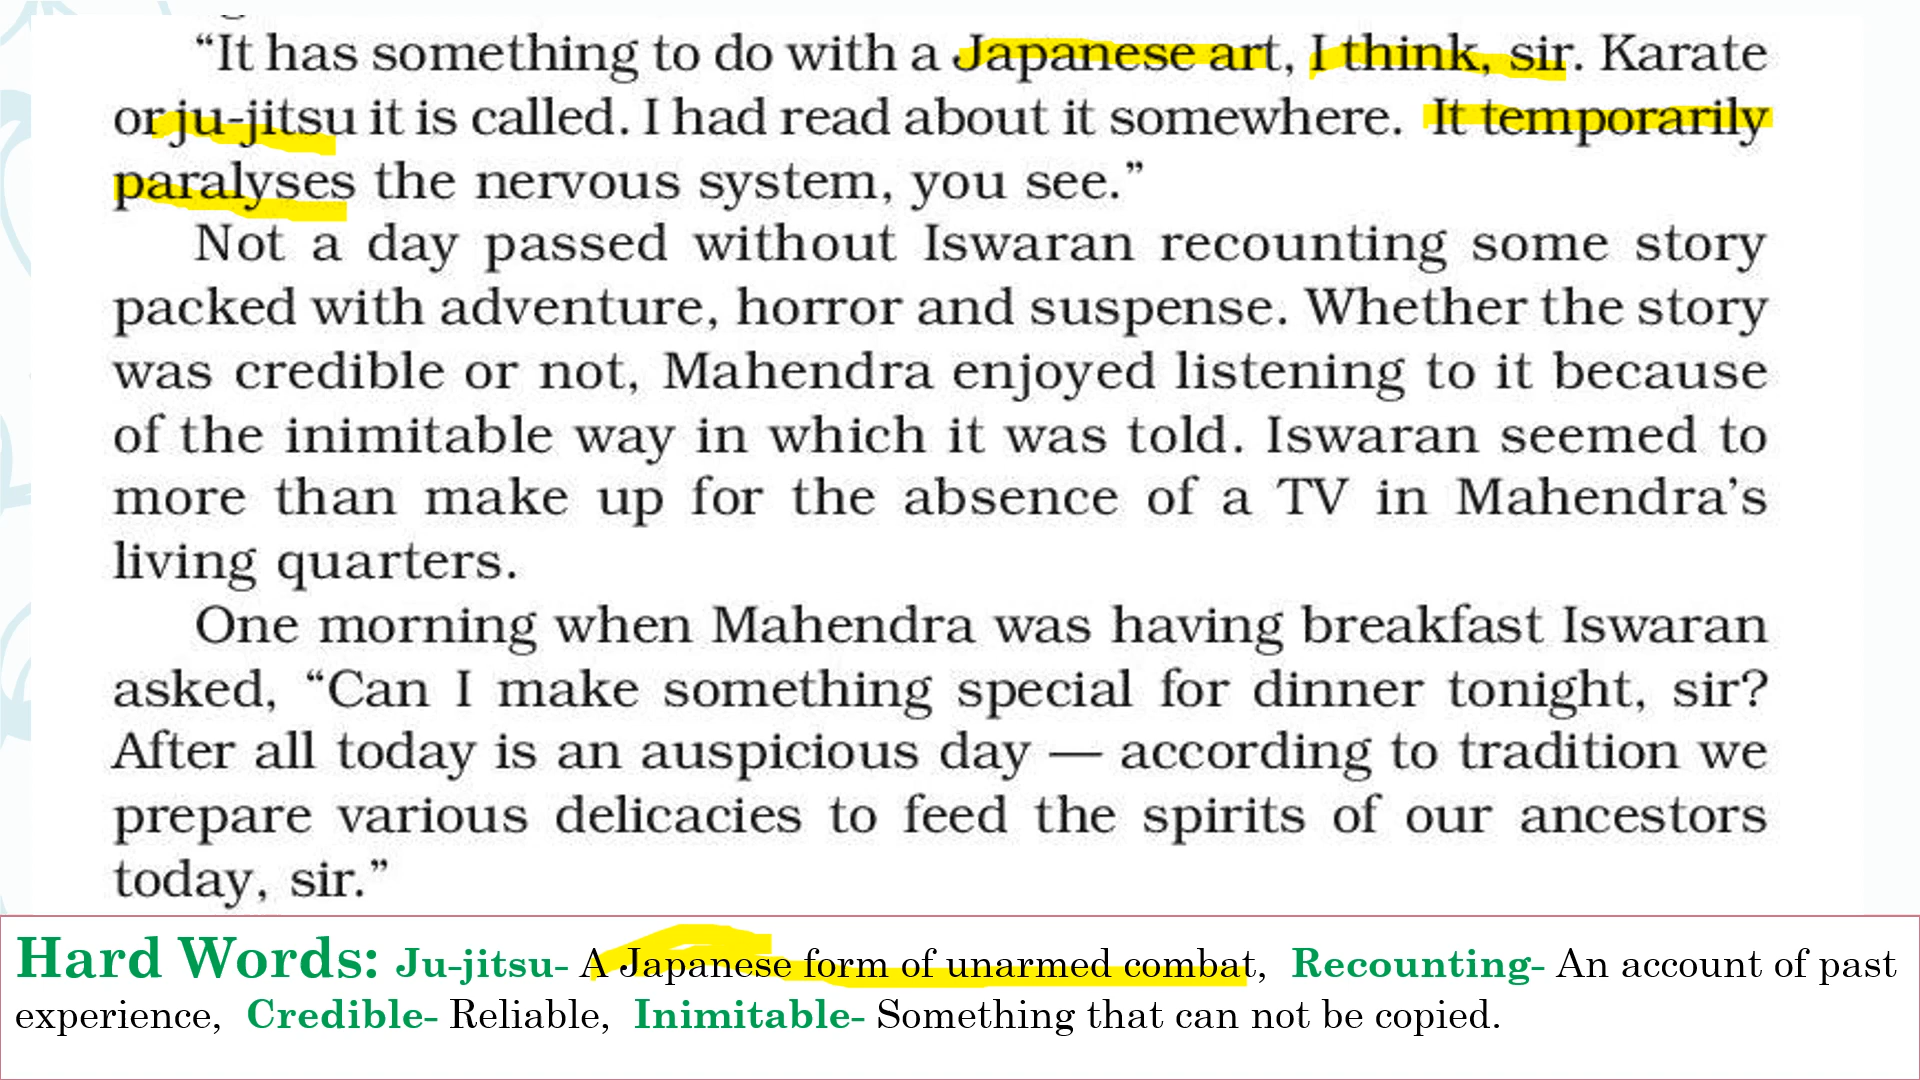 “It has something to do with a Japanese art, I think, sir. Karate
or ju-jitsu it is called. I had read about it somewhere. It temporarily
paralyses the nervous system, you see.”
Not a day passed without Iswaran recounting some story
packed with adventure, horror and suspense. Whether the story
was credible or not, Mahendra enjoyed listening to it because
of the inimitable way in which it was told. Iswaran seemed to
more than make up for the absence of a TV in Mahendra’s
living quarters.
One morning when Mahendra was having breakfast Iswaran
asked, “Can I make something special for dinner tonight, sir?
After all today is an auspicious day — according to tradition we
prepare various delicacies to feed the spirits of our ancestors
today, sir.”
Hard Words: Ju-jitsu- A Japanese form of unarmed combat, Recounting- An account of past
experience, Credible- Reliable, Inimitable- Something that can not be copied.